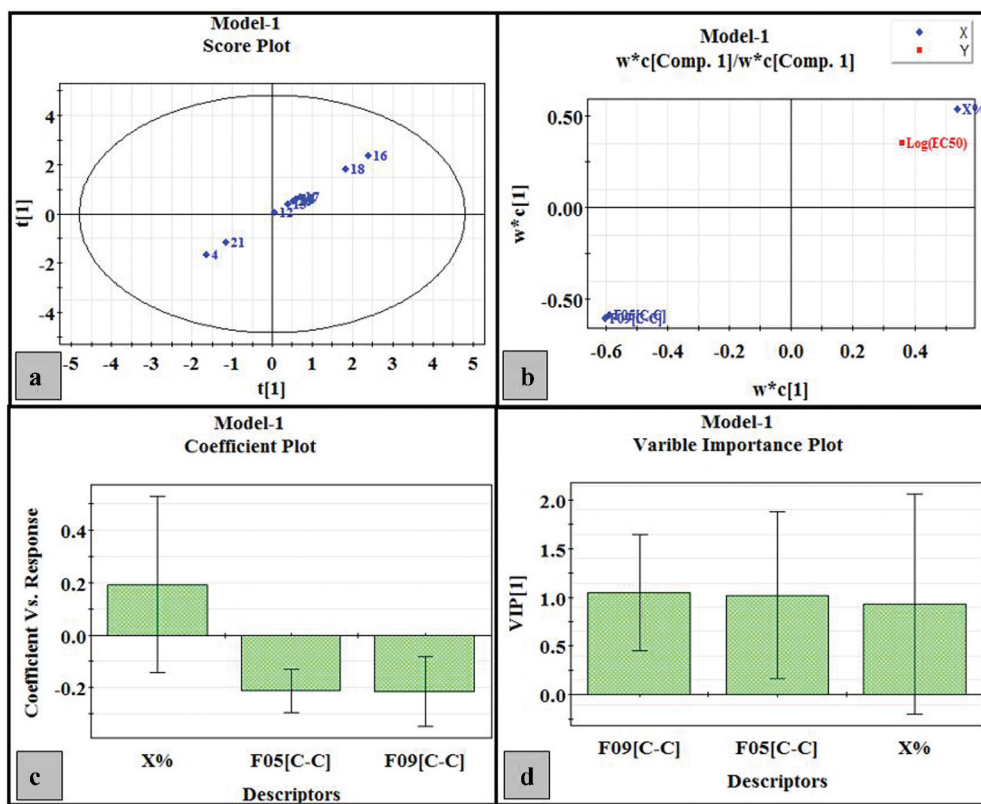 Model-1
Score Plot
t[1]
4
2
0
-2
-4
16
18
12
21
4
-5 -4 -3 -2 -1 0 1 2 3 4 5
t[1]
a
Model-1
w*c[Comp. 1]/w*c[Comp. 1]
X
Y
w*c[1]
0.50
0.00
-0.50
X%
Log(EC50)
F05[C-C]
F09[C-C]
-0.6 -0.4 -0.2 0.0 0.2 0.4
w*c[1]
b
Model-1
Coefficient Plot
Coefficient Vs. Response
0.4
0.2
0.0
-0.2
X% F05[C-C] F09[C-C]
Descriptors
c
Model-1
Varible Importance Plot
VIP[1]
2.0
1.5
1.0
0.5
0.0
F09[C-C] F05[C-C] X%
Descriptors
d